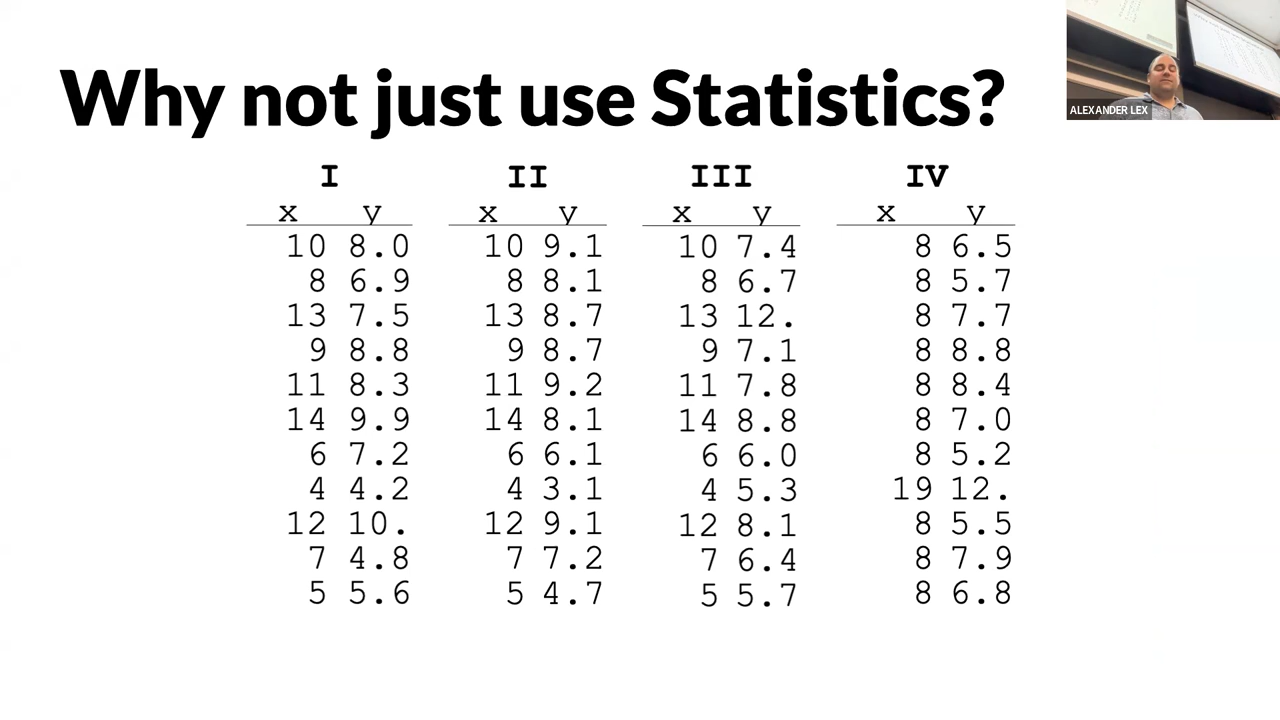 Why not just use Statistics?
ALEXANDER LEX
I II III IV
x y x y x y x y
10 8.0 10 9.1 10 7.4 8 6.5
8 6.9 8 8.1 8 6.7 8 5.7
13 7.5 13 8.7 13 12. 8 7.7
9 8.8 9 8.7 9 7.1 8 8.8
11 8.3 11 9.2 11 7.8 8 8.4
14 9.9 14 8.1 14 8.8 8 7.0
6 7.2 6 6.1 6 6.0 8 5.2
4 4.2 4 3.1 4 5.3 19 12.
12 10. 12 9.1 12 8.1 8 5.5
7 4.8 7 7.2 7 6.4 8 7.9
5 5.6 5 4.7 5 5.7 8 6.8